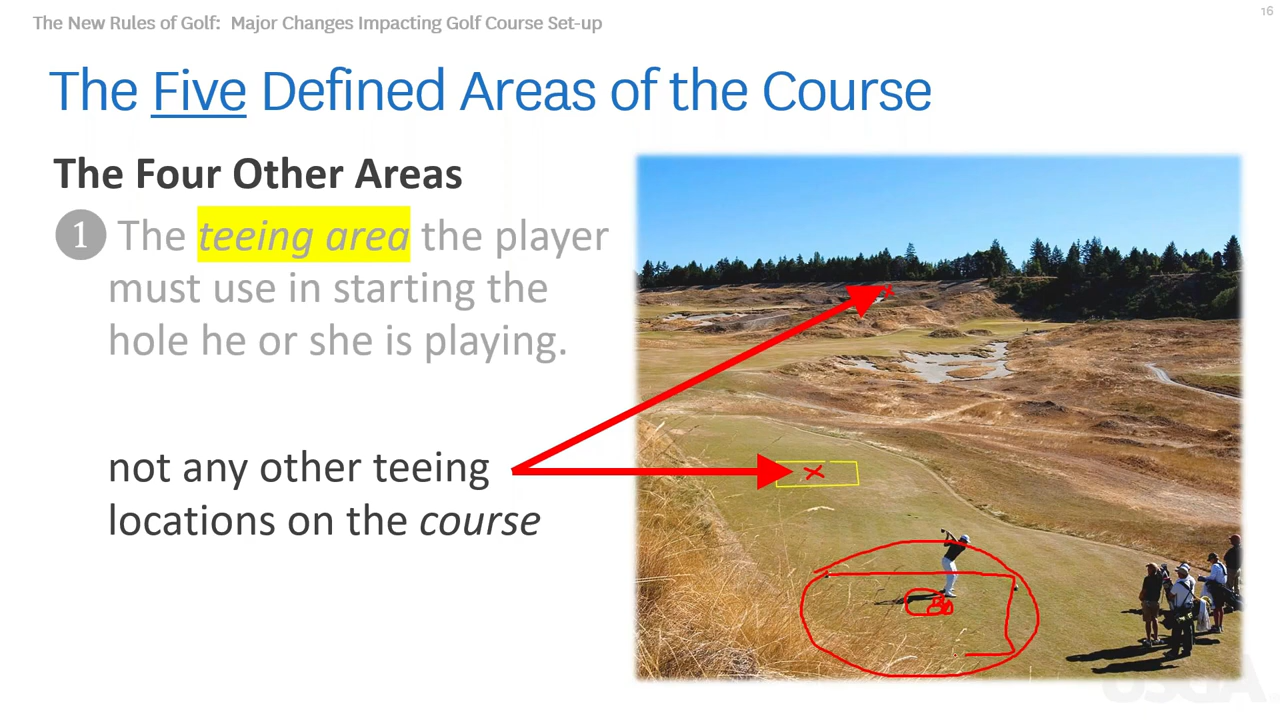 The New Rules of Golf: Major Changes Impacting Golf Course Set-up
16
The Five Defined Areas of the Course
The Four Other Areas
1 The teeing area the player
must use in starting the
hole he or she is playing.
not any other teeing
locations on the course
USGA